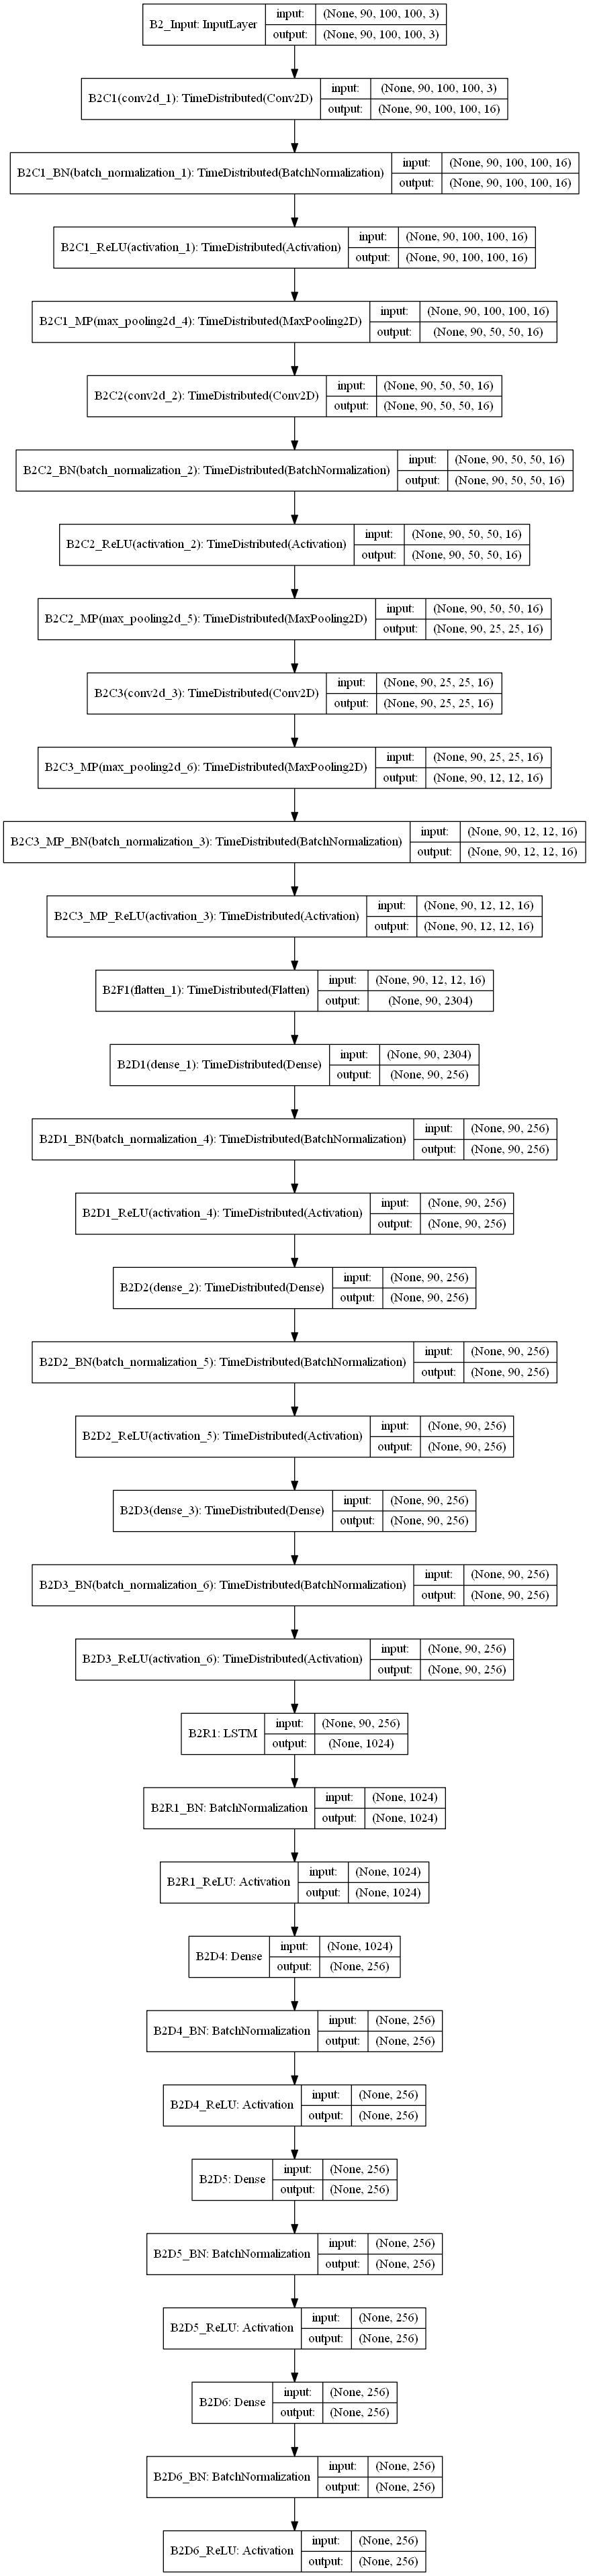 B2_Input: InputLayer
input: (None, 90, 100, 100, 3)
output: (None, 90, 100, 100, 3)
B2C1(conv2d_1): TimeDistributed(Conv2D)
input: (None, 90, 100, 100, 3)
output: (None, 90, 100, 100, 16)
B2C1_BN(batch_normalization_1): TimeDistributed(BatchNormalization)
input: (None, 90, 100, 100, 16)
output: (None, 90, 100, 100, 16)
B2C1_ReLU(activation_1): TimeDistributed(Activation)
input: (None, 90, 100, 100, 16)
output: (None, 90, 100, 100, 16)
B2C1_MP(max_pooling2d_4): TimeDistributed(MaxPooling2D)
input: (None, 90, 100, 100, 16)
output: (None, 90, 50, 50, 16)
B2C2(conv2d_2): TimeDistributed(Conv2D)
input: (None, 90, 50, 50, 16)
output: (None, 90, 50, 50, 16)
B2C2_BN(batch_normalization_2): TimeDistributed(BatchNormalization)
input: (None, 90, 50, 50, 16)
output: (None, 90, 50, 50, 16)
B2C2_ReLU(activation_2): TimeDistributed(Activation)
input: (None, 90, 50, 50, 16)
output: (None, 90, 50, 50, 16)
B2C2_MP(max_pooling2d_5): TimeDistributed(MaxPooling2D)
input: (None, 90, 50, 50, 16)
output: (None, 90, 25, 25, 16)
B2C3(conv2d_3): TimeDistributed(Conv2D)
input: (None, 90, 25, 25, 16)
output: (None, 90, 25, 25, 16)
B2C3_MP(max_pooling2d_6): TimeDistributed(MaxPooling2D)
input: (None, 90, 25, 25, 16)
output: (None, 90, 12, 12, 16)
B2C3_MP_BN(batch_normalization_3): TimeDistributed(BatchNormalization)
input: (None, 90, 12, 12, 16)
output: (None, 90, 12, 12, 16)
B2C3_MP_ReLU(activation_3): TimeDistributed(Activation)
input: (None, 90, 12, 12, 16)
output: (None, 90, 12, 12, 16)
B2F1(flatten_1): TimeDistributed(Flatten)
input: (None, 90, 12, 12, 16)
output: (None, 90, 2304)
B2D1(dense_1): TimeDistributed(Dense)
input: (None, 90, 2304)
output: (None, 90, 256)
B2D1_BN(batch_normalization_4): TimeDistributed(BatchNormalization)
input: (None, 90, 256)
output: (None, 90, 256)
B2D1_ReLU(activation_4): TimeDistributed(Activation)
input: (None, 90, 256)
output: (None, 90, 256)
B2D2(dense_2): TimeDistributed(Dense)
input: (None, 90, 256)
output: (None, 90, 256)
B2D2_BN(batch_normalization_5): TimeDistributed(BatchNormalization)
input: (None, 90, 256)
output: (None, 90, 256)
B2D2_ReLU(activation_5): TimeDistributed(Activation)
input: (None, 90, 256)
output: (None, 90, 256)
B2D3(dense_3): TimeDistributed(Dense)
input: (None, 90, 256)
output: (None, 90, 256)
B2D3_BN(batch_normalization_6): TimeDistributed(BatchNormalization)
input: (None, 90, 256)
output: (None, 90, 256)
B2D3_ReLU(activation_6): TimeDistributed(Activation)
input: (None, 90, 256)
output: (None, 90, 256)
B2R1: LSTM
input: (None, 90, 256)
output: (None, 1024)
B2R1_BN: BatchNormalization
input: (None, 1024)
output: (None, 1024)
B2R1_ReLU: Activation
input: (None, 1024)
output: (None, 1024)
B2D4: Dense
input: (None, 1024)
output: (None, 256)
B2D4_BN: BatchNormalization
input: (None, 256)
output: (None, 256)
B2D4_ReLU: Activation
input: (None, 256)
output: (None, 256)
B2D5: Dense
input: (None, 256)
output: (None, 256)
B2D5_BN: BatchNormalization
input: (None, 256)
output: (None, 256)
B2D5_ReLU: Activation
input: (None, 256)
output: (None, 256)
B2D6: Dense
input: (None, 256)
output: (None, 256)
B2D6_BN: BatchNormalization
input: (None, 256)
output: (None, 256)
B2D6_ReLU: Activation
input: (None, 256)
output: (None, 256)